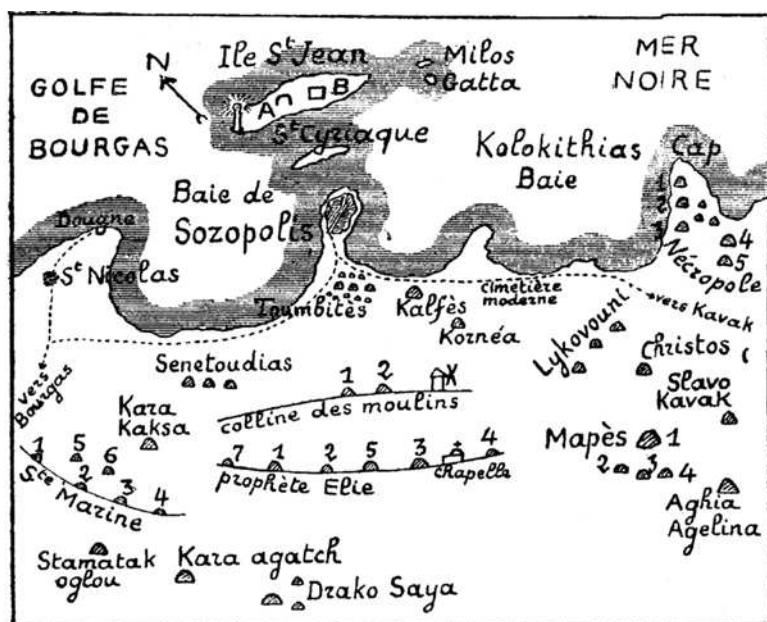 N
Ile St Jean
Milos
Gatta
MER
NOIRE
GOLFE
DE
BOURGAS
A
B
St Cyriaque
Kolokithias
Baie
Cap
1
2
3
4
5
Nécropole
Baie de
Sozopolis
Bougne
St Nicolas
Toumbitès
Kalfès
cimetière
moderne
Kornéa
vers Kavak
Lykovouni
Christos
vers
Bourgas
Senetoudias
1 2
colline des moulins
Slavo
Kavak
Kara
Kaksa
Mapès 1
2 3 4
7 1 2 5 3 4
prophète Elie
chapelle
1 5 6
2 3 4
Ste Marine
Aghia
Agelina
Stamatak
oglou
Kara agatch
Drako Saya